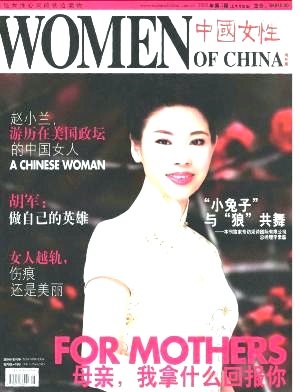 WOMEN
中國女性
OF CHINA
赵小兰,
游历在美国政坛
的中国女人
A CHINESE WOMAN
胡军:
做自己的英雄
女人越轨,
伤痕
还是美丽
“小兔子”
与“狼”共舞
FOR MOTHERS
母亲,我拿什么回报你